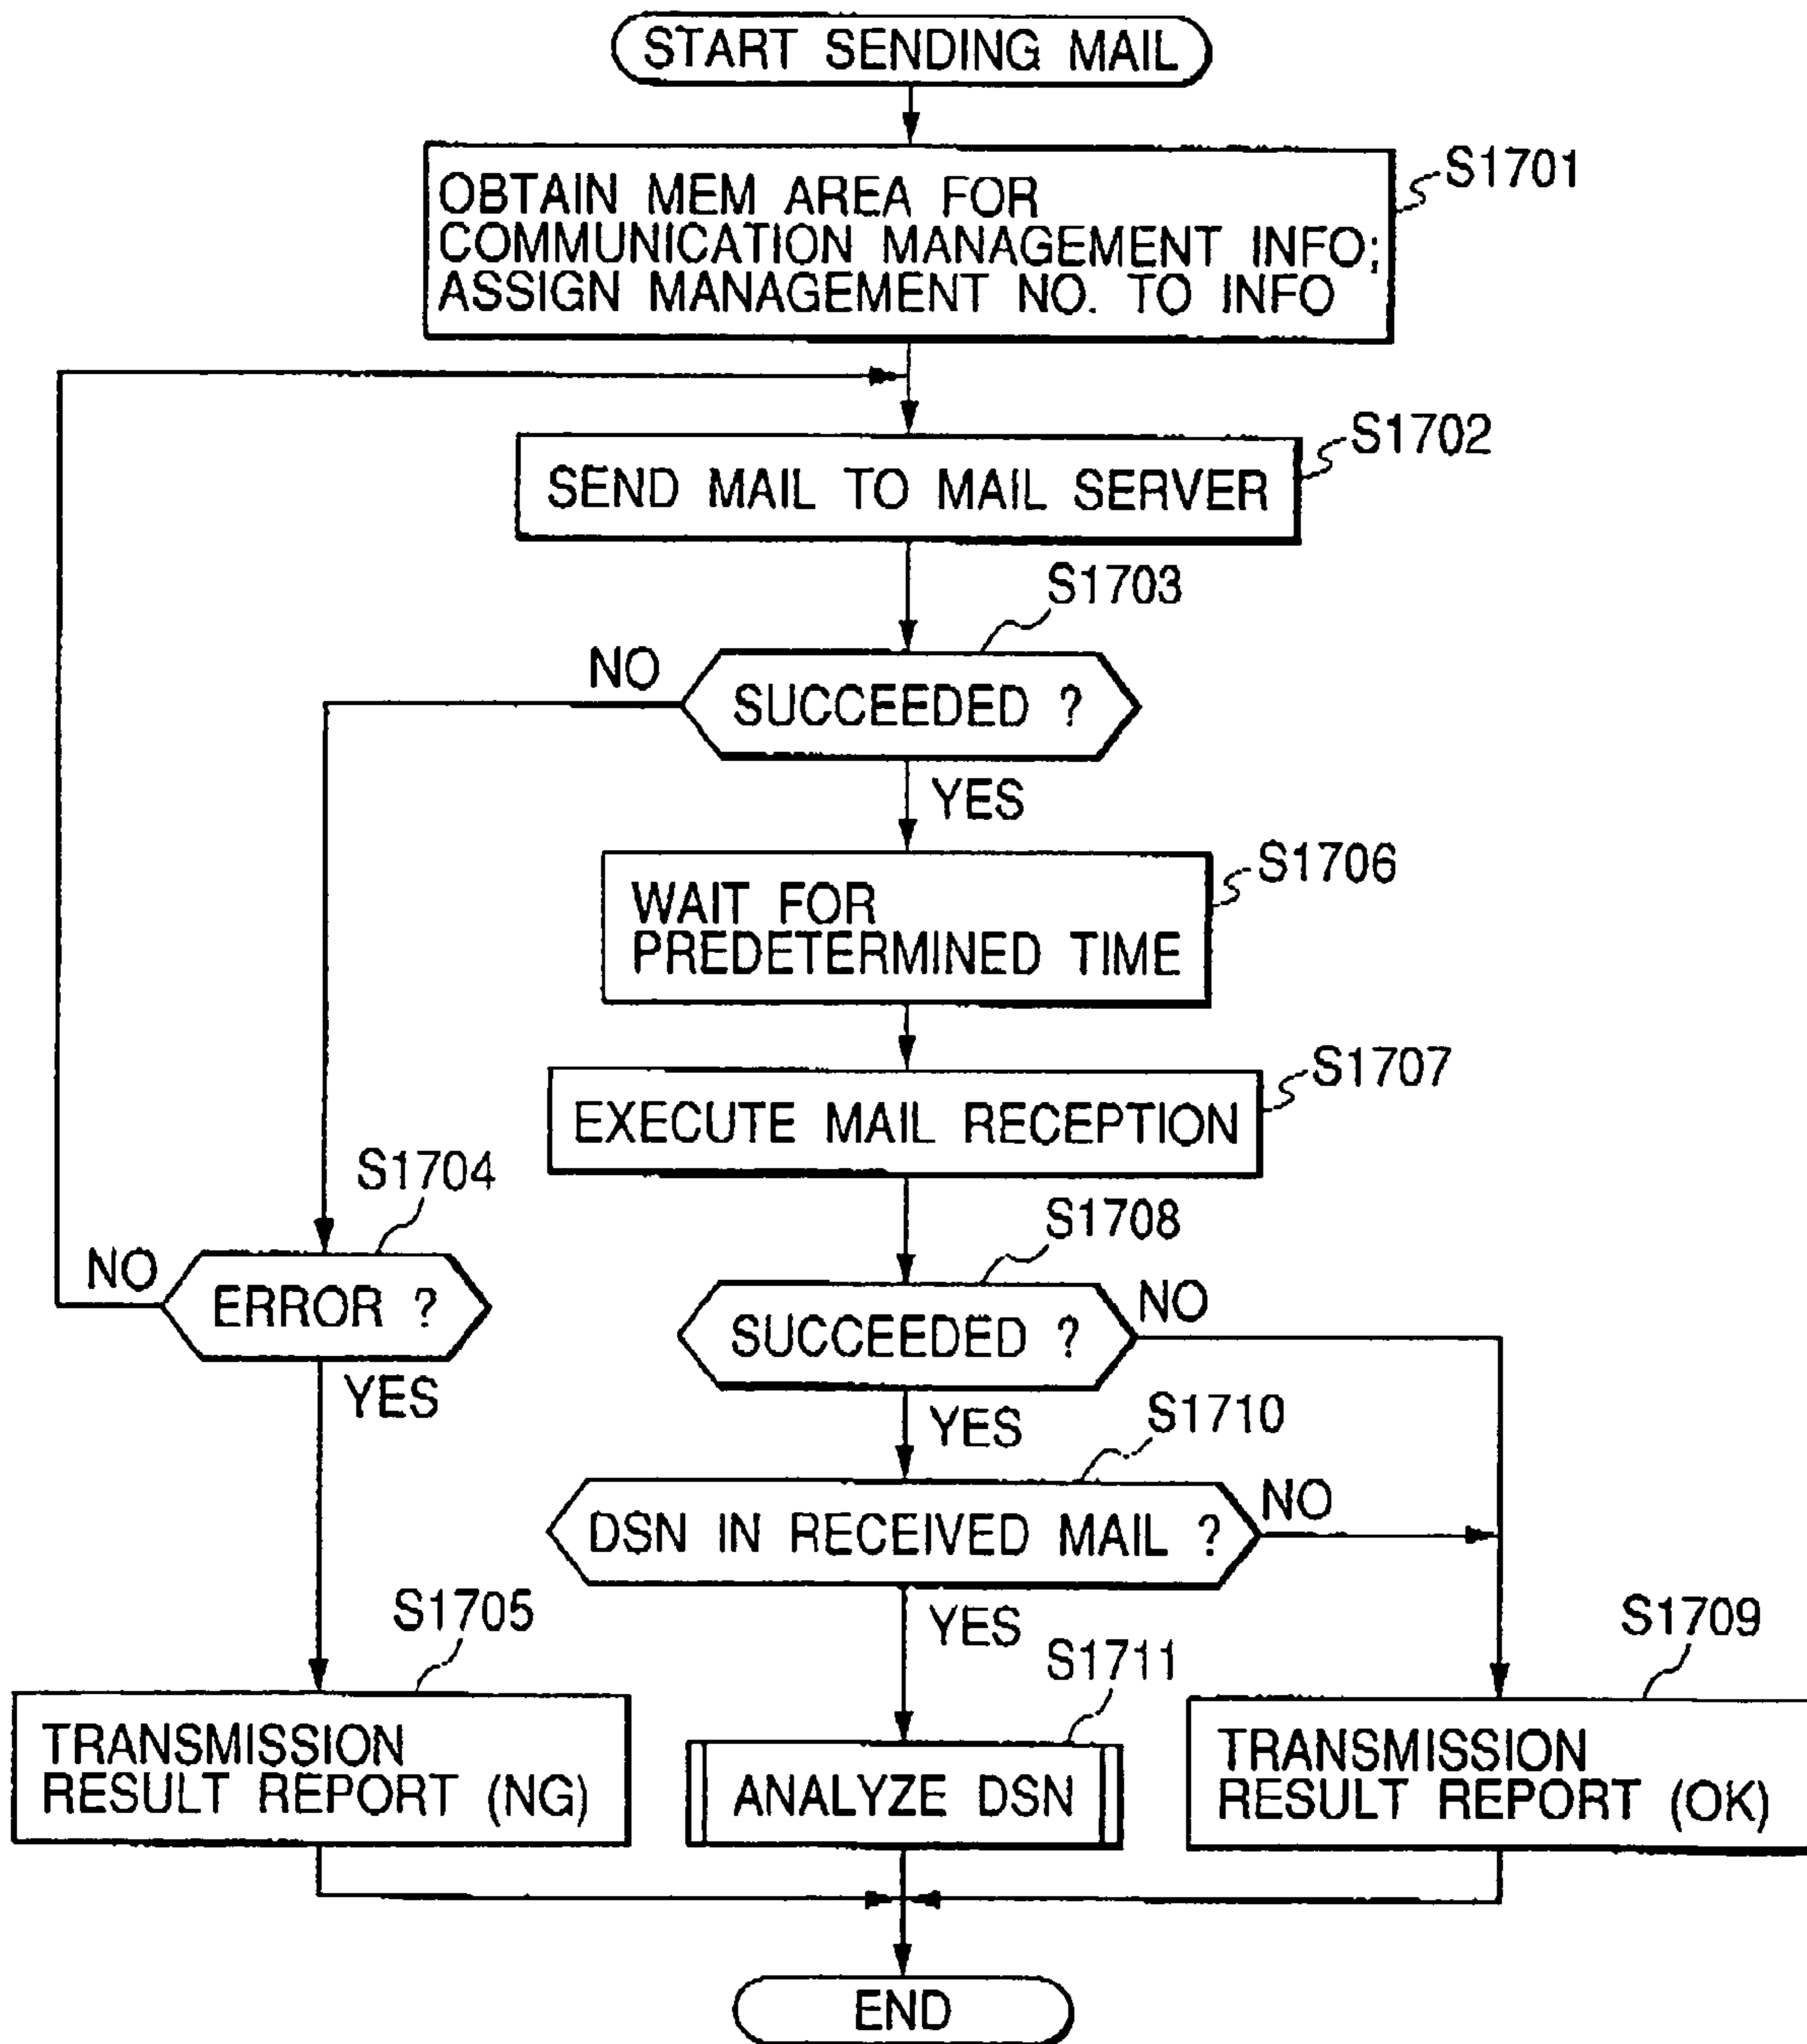 START SENDING MAIL
S1701
OBTAIN MEM AREA FOR
COMMUNICATION MANAGEMENT INFO;
ASSIGN MANAGEMENT NO. TO INFO
S1702
SEND MAIL TO MAIL SERVER
S1703
NO
SUCCEEDED ?
YES
S1706
WAIT FOR
PREDETERMINED TIME
S1707
EXECUTE MAIL RECEPTION
S1704
S1708
NO
ERROR ?
YES
SUCCEEDED ?
NO
YES
S1710
DSN IN RECEIVED MAIL ?
NO
YES
S1705
TRANSMISSION
RESULT REPORT (NG)
S1711
ANALYZE DSN
S1709
TRANSMISSION
RESULT REPORT (OK)
END